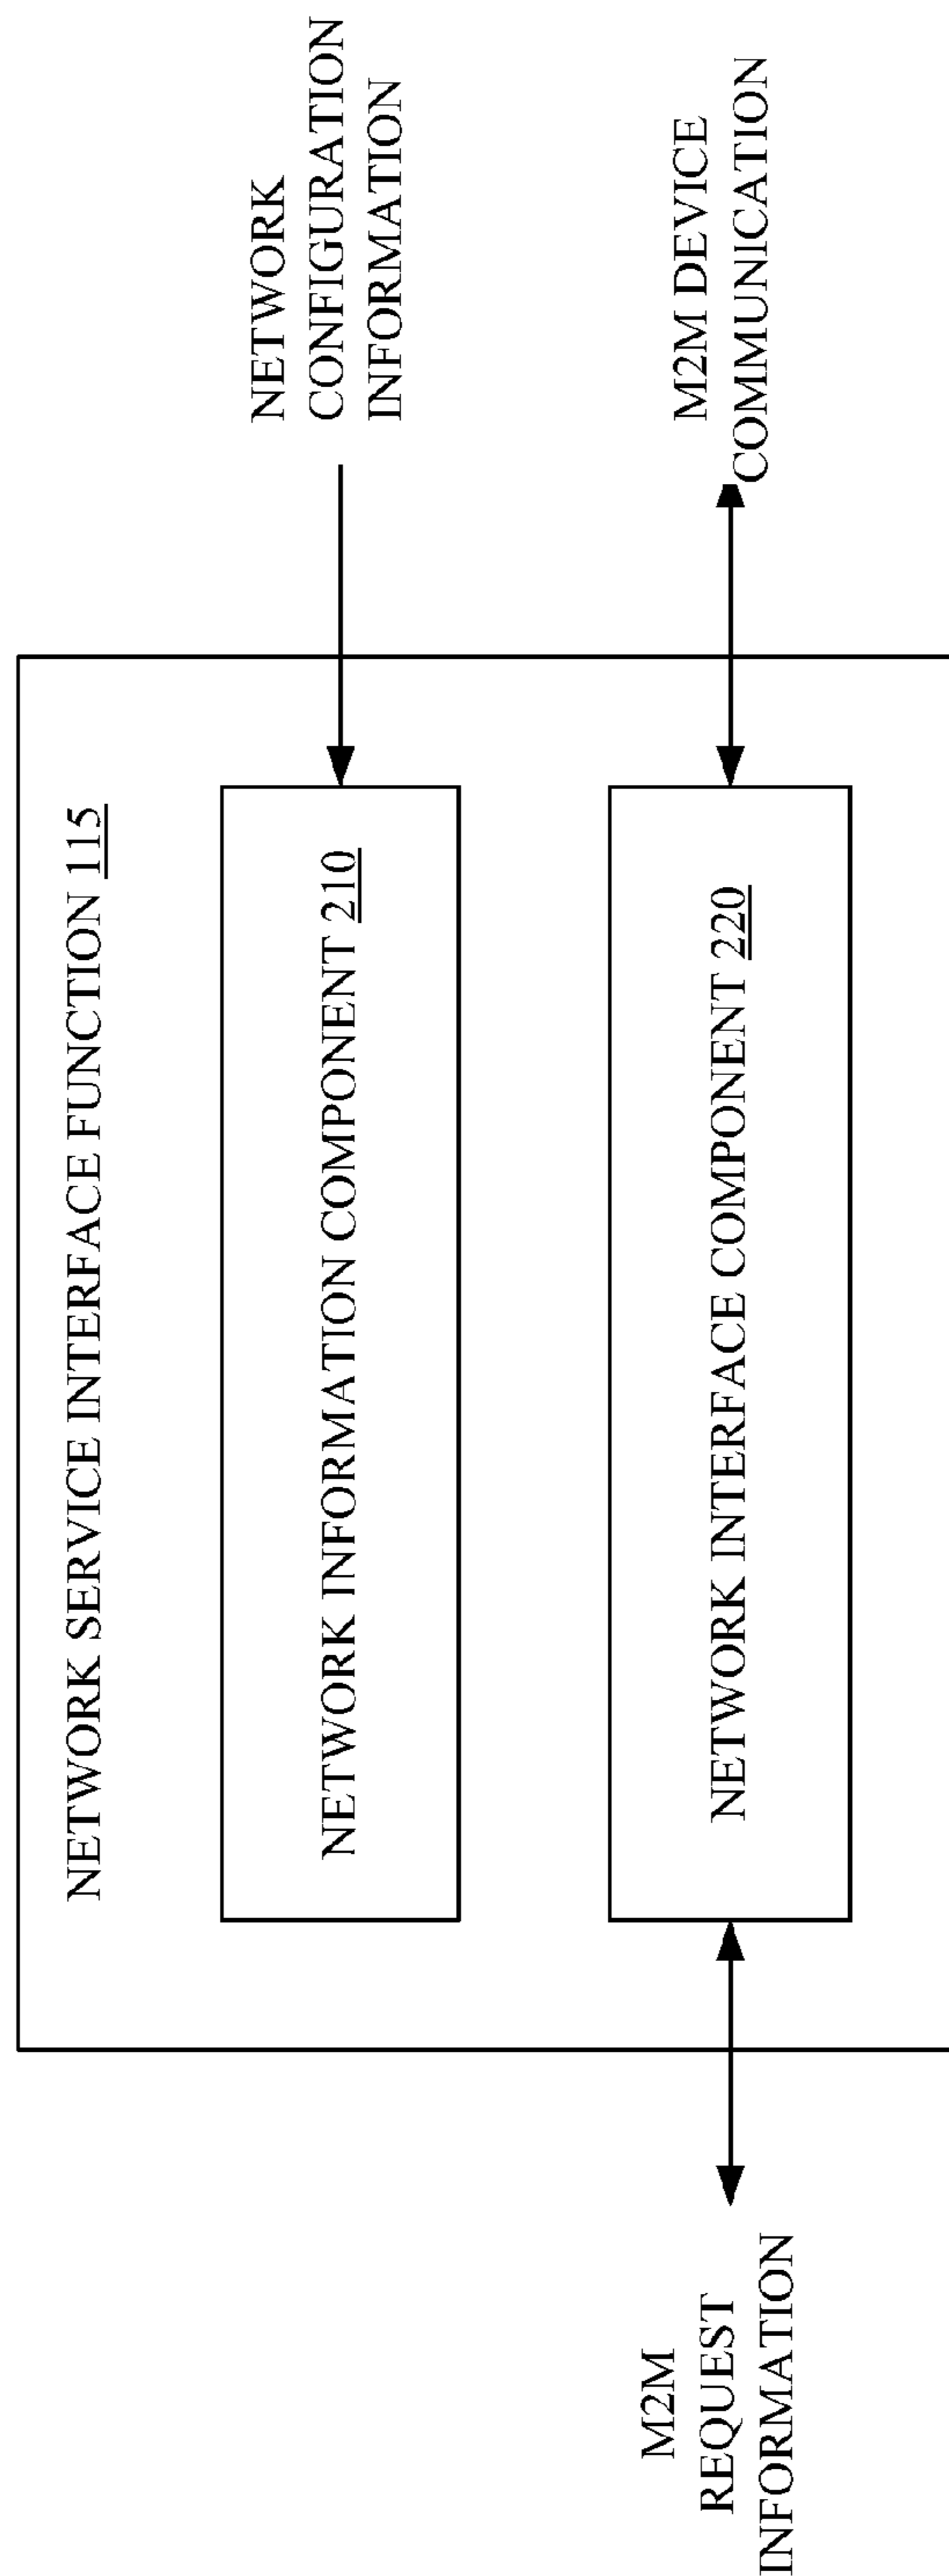 NETWORK SERVICE INTERFACE FUNCTION 115
NETWORK
CONFIGURATION
INFORMATION
NETWORK INFORMATION COMPONENT 210
M2M
REQUEST
INFORMATION
NETWORK INTERFACE COMPONENT 220
M2M DEVICE
COMMUNICATION